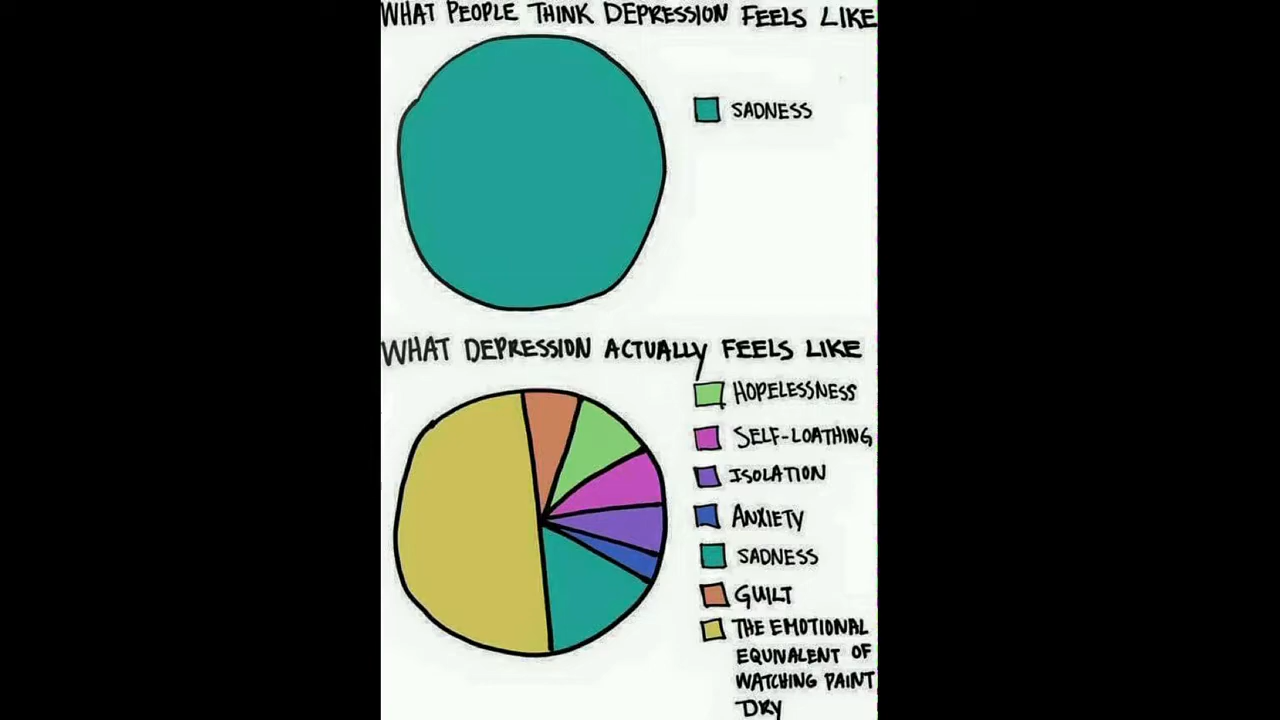 WHAT PEOPLE THINK DEPRESSION FEELS LIKE
SADNESS
WHAT DEPRESSION ACTUALLY FEELS LIKE
HOPELESSNESS
SELF-LOATHING
ISOLATION
ANXIETY
SADNESS
GUILT
THE EMOTIONAL
EQUIVALENT OF
WATCHING PAINT
DRY